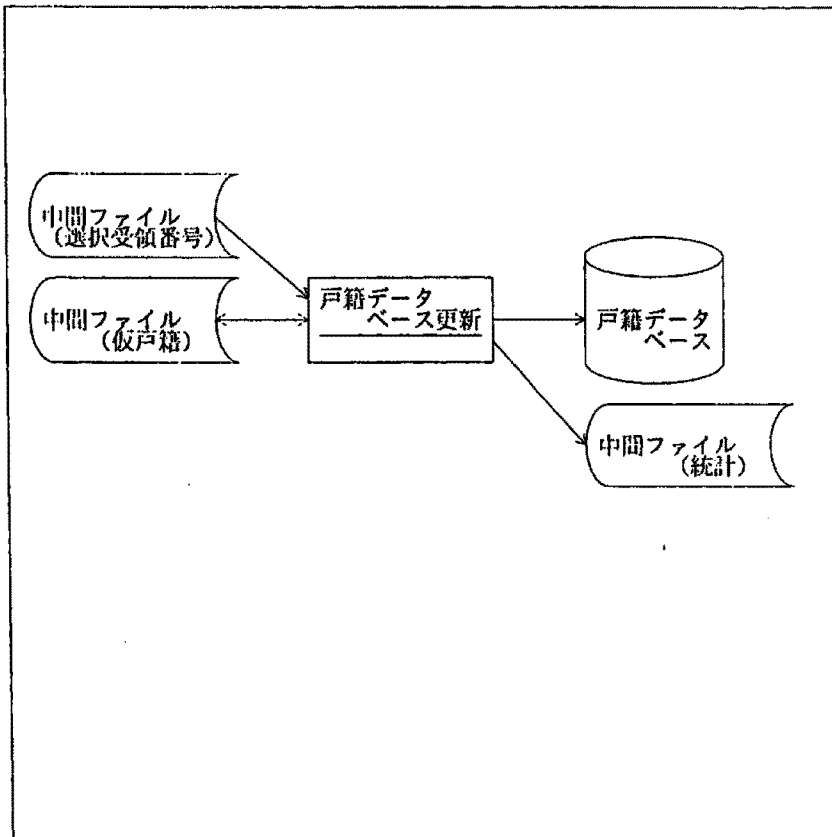 中間ファイル
（選択受領番号）
中間ファイル
（仮戸籍）
戸籍データ
ベース更新
戸籍データ
ベース
中間ファイル
（統計）